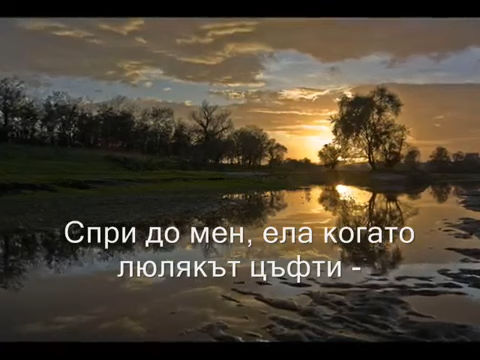 Спри до мен, ела когато
люлякът цъфти -